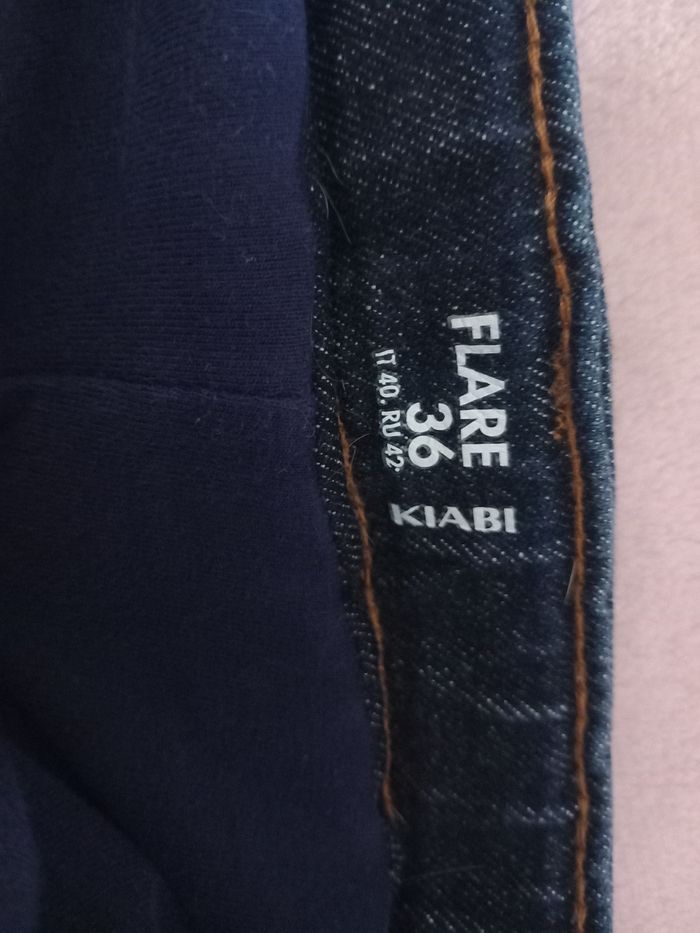 FLARE
36
IT 40. RU 42.
KIABI